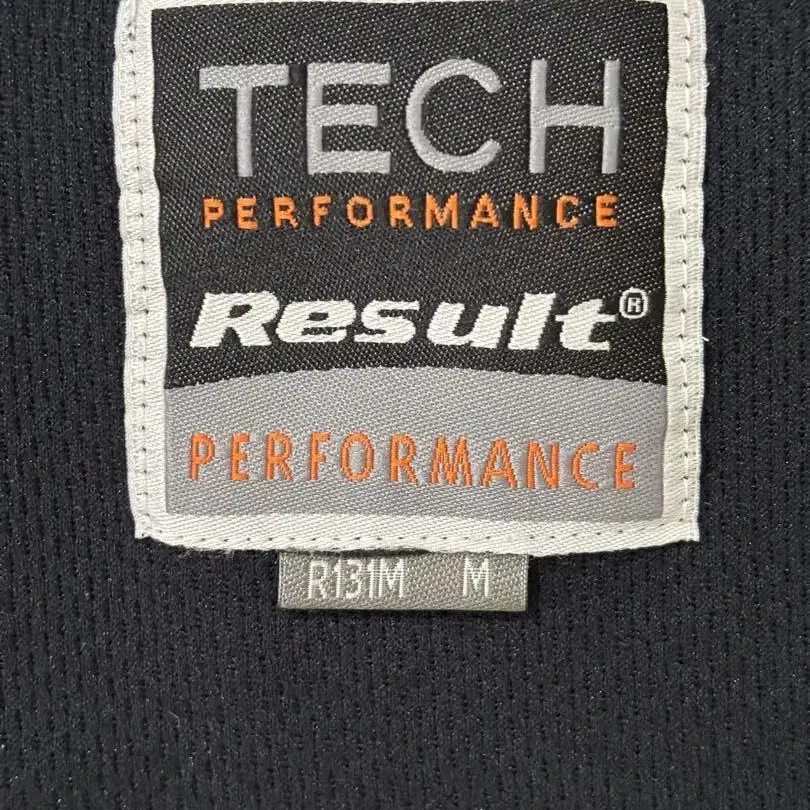 TECH
PERFORMANCE
Result®
PERFORMANCE
R131M M